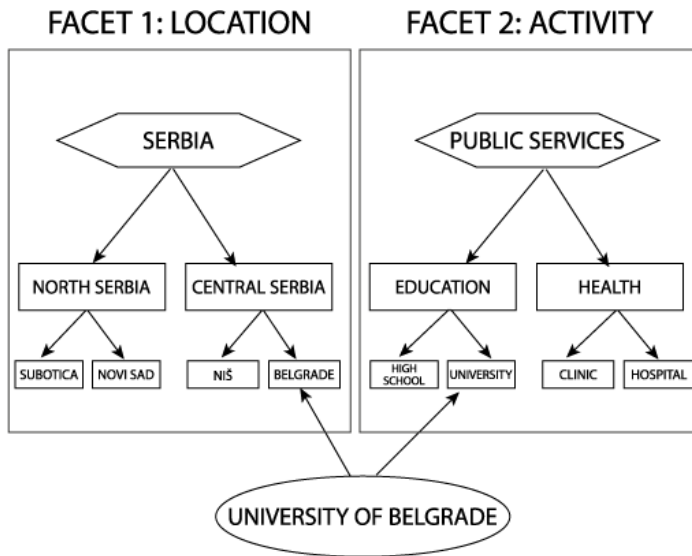 FACET 1: LOCATION
FACET 2: ACTIVITY
SERBIA
PUBLIC SERVICES
NORTH SERBIA
CENTRAL SERBIA
EDUCATION
HEALTH
SUBOTICA
NOVI SAD
NIŠ
BELGRADE
HIGH
SCHOOL
UNIVERSITY
CLINIC
HOSPITAL
UNIVERSITY OF BELGRADE